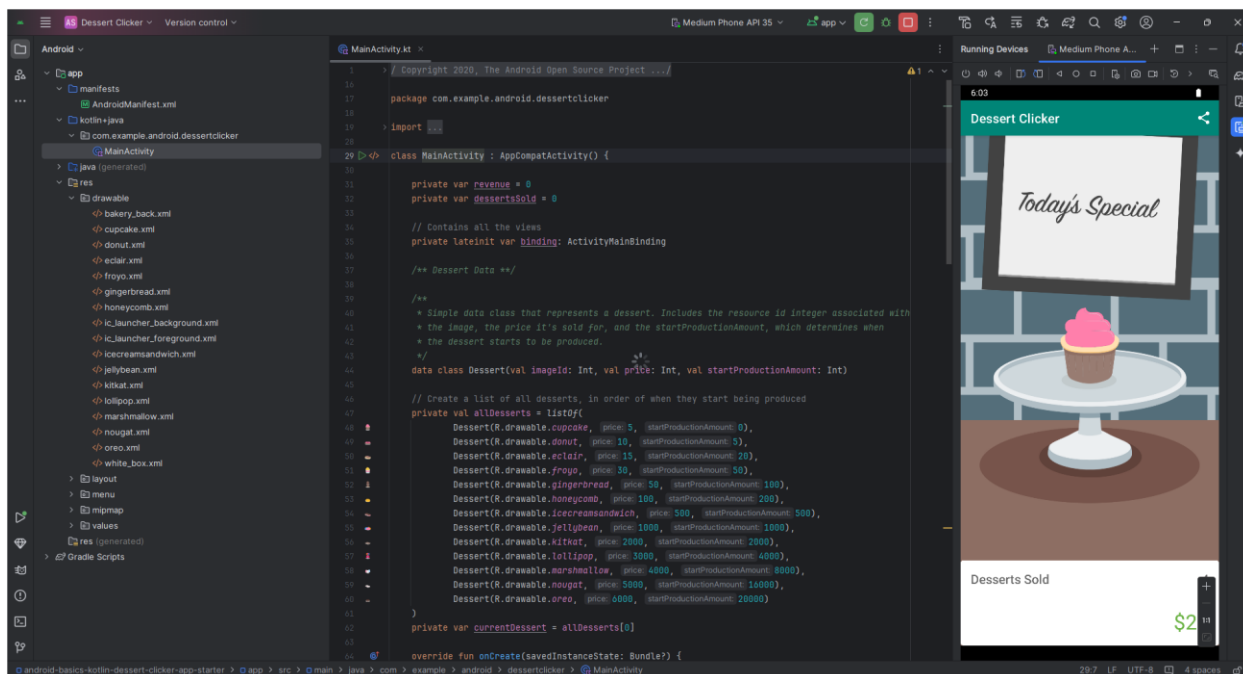 AS Dessert Clicker Version control Medium Phone API 35 app
Android
app
manifests
AndroidManifest.xml
kotlin+java
com.example.android.dessertclicker
MainActivity
java (generated)
res
drawable
bakery_back.xml
cupcake.xml
donut.xml
eclair.xml
froyo.xml
gingerbread.xml
honeycomb.xml
ic_launcher_background.xml
ic_launcher_foreground.xml
icecreamsandwich.xml
jellybean.xml
kitkat.xml
lollipop.xml
marshmallow.xml
nougat.xml
oreo.xml
white_box.xml
layout
menu
mipmap
values
res (generated)
Gradle Scripts
MainActivity.kt
1 / Copyright 2020, The Android Open Source Project .../ 1
16
17 package com.example.android.dessertclicker
18
19 import ...
28
29 class MainActivity : AppCompatActivity() {
30
31 private var revenue = 0
32 private var dessertsSold = 0
33
34 // Contains all the views
35 private lateinit var binding: ActivityMainBinding
36
37 /** Dessert Data **/
38
39 /**
40 * Simple data class that represents a dessert. Includes the resource id integer associated with
41 * the image, the price it's sold for, and the startProductionAmount, which determines when
42 * the dessert starts to be produced.
43 */
44 data class Dessert(val imageId: Int, val price: Int, val startProductionAmount: Int)
45
46 // Create a list of all desserts, in order of when they start being produced
47 private val allDesserts = listOf(
48 Dessert(R.drawable.cupcake, price: 5, startProductionAmount: 0),
49 Dessert(R.drawable.donut, price: 10, startProductionAmount: 5),
50 Dessert(R.drawable.eclair, price: 15, startProductionAmount: 20),
51 Dessert(R.drawable.froyo, price: 30, startProductionAmount: 50),
52 Dessert(R.drawable.gingerbread, price: 50, startProductionAmount: 100),
53 Dessert(R.drawable.honeycomb, price: 100, startProductionAmount: 200),
54 Dessert(R.drawable.icecreamsandwich, price: 500, startProductionAmount: 500),
55 Dessert(R.drawable.jellybean, price: 1000, startProductionAmount: 1000),
56 Dessert(R.drawable.kitkat, price: 2000, startProductionAmount: 2000),
57 Dessert(R.drawable.lollipop, price: 3000, startProductionAmount: 4000),
58 Dessert(R.drawable.marshmallow, price: 4000, startProductionAmount: 8000),
59 Dessert(R.drawable.nougat, price: 5000, startProductionAmount: 16000),
60 Dessert(R.drawable.oreo, price: 6000, startProductionAmount: 20000)
61 )
62 private var currentDessert = allDesserts[0]
63
64 override fun onCreate(savedInstanceState: Bundle?) {
Running Devices Medium Phone A...
6:03
Dessert Clicker
Today's Special
Desserts Sold
1:1
$2
android-basics-kotlin-dessert-clicker-app-starter > app > src > main > java > com > example > android > dessertclicker > MainActivity 29:7 LF UTF-8 4 spaces